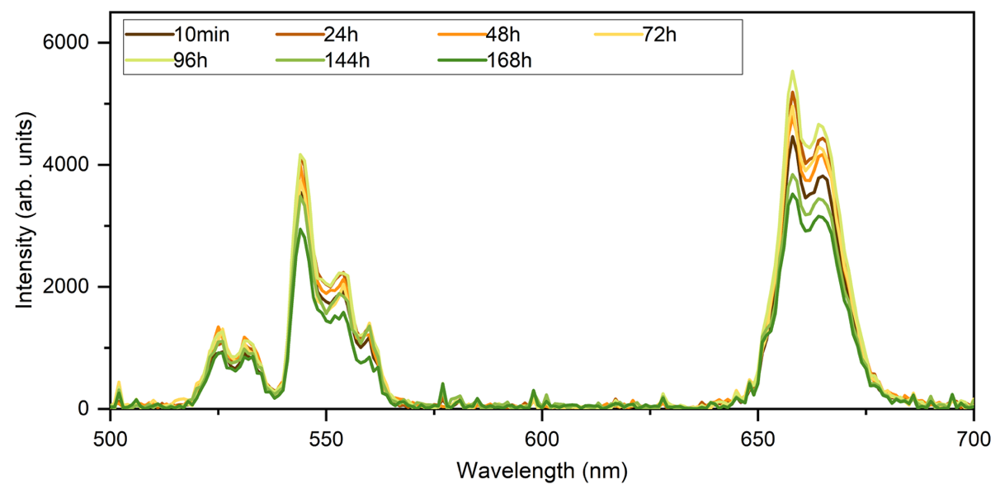 10min 24h 48h 72h
96h 144h 168h
6000
4000
2000
0
Intensity (arb. units)
500 550 600 650 700
Wavelength (nm)